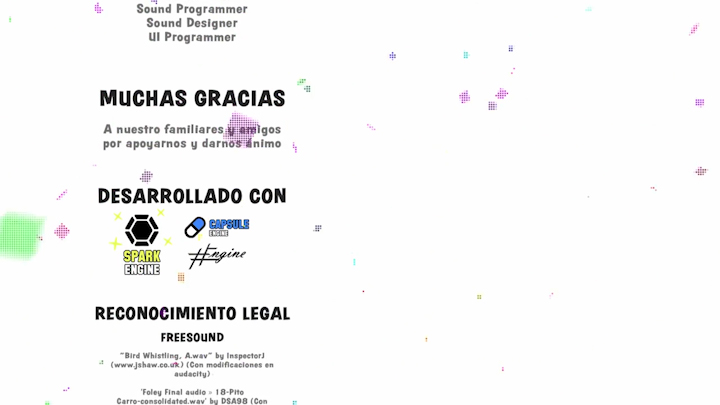 Sound Programmer
Sound Designer
UI Programmer
MUCHAS GRACIAS
A nuestro familiares y amigos
por apoyarnos y darnos ánimo
DESARROLLADO CON
SPARK
ENGINE
CAPSULE
ENGINE
#Engine
RECONOCIMIENTO LEGAL
FREESOUND
"Bird Whistling, A.wav" by InspectorJ
(www.jshaw.co.uk) (Con modificaciones en
audacity)
'Foley Final audio > 18-Pito
Carro-consolidated.wav' by DSA98 (Con